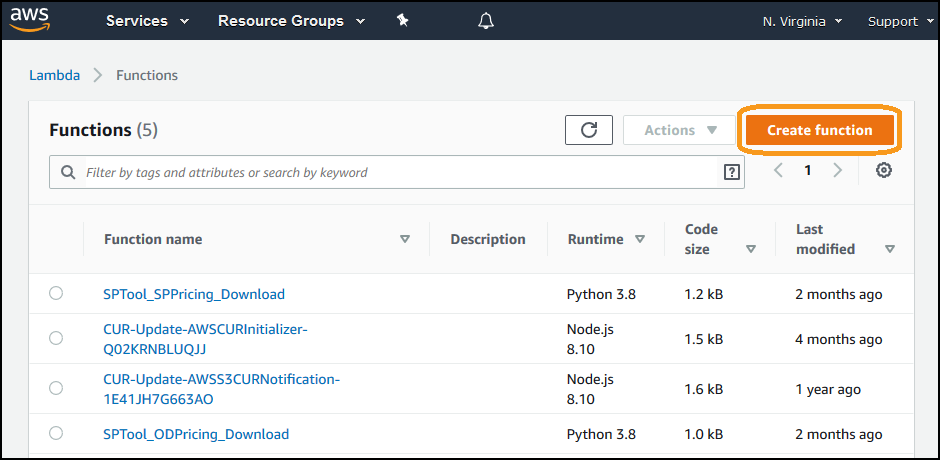 aws Services Resource Groups N. Virginia Support
Lambda > Functions
Functions (5) Actions Create function
Filter by tags and attributes or search by keyword ? 1
Function name Description Runtime Code size Last modified
SPTool_SPPricing_Download Python 3.8 1.2 kB 2 months ago
CUR-Update-AWSCURInitializer- Node.js 1.5 kB 4 months ago
Q02KRNBLUQJJ 8.10
CUR-Update-AWSS3CURNotification- Node.js 1.6 kB 1 year ago
1E41JH7G663AO 8.10
SPTool_ODPricing_Download Python 3.8 1.0 kB 2 months ago